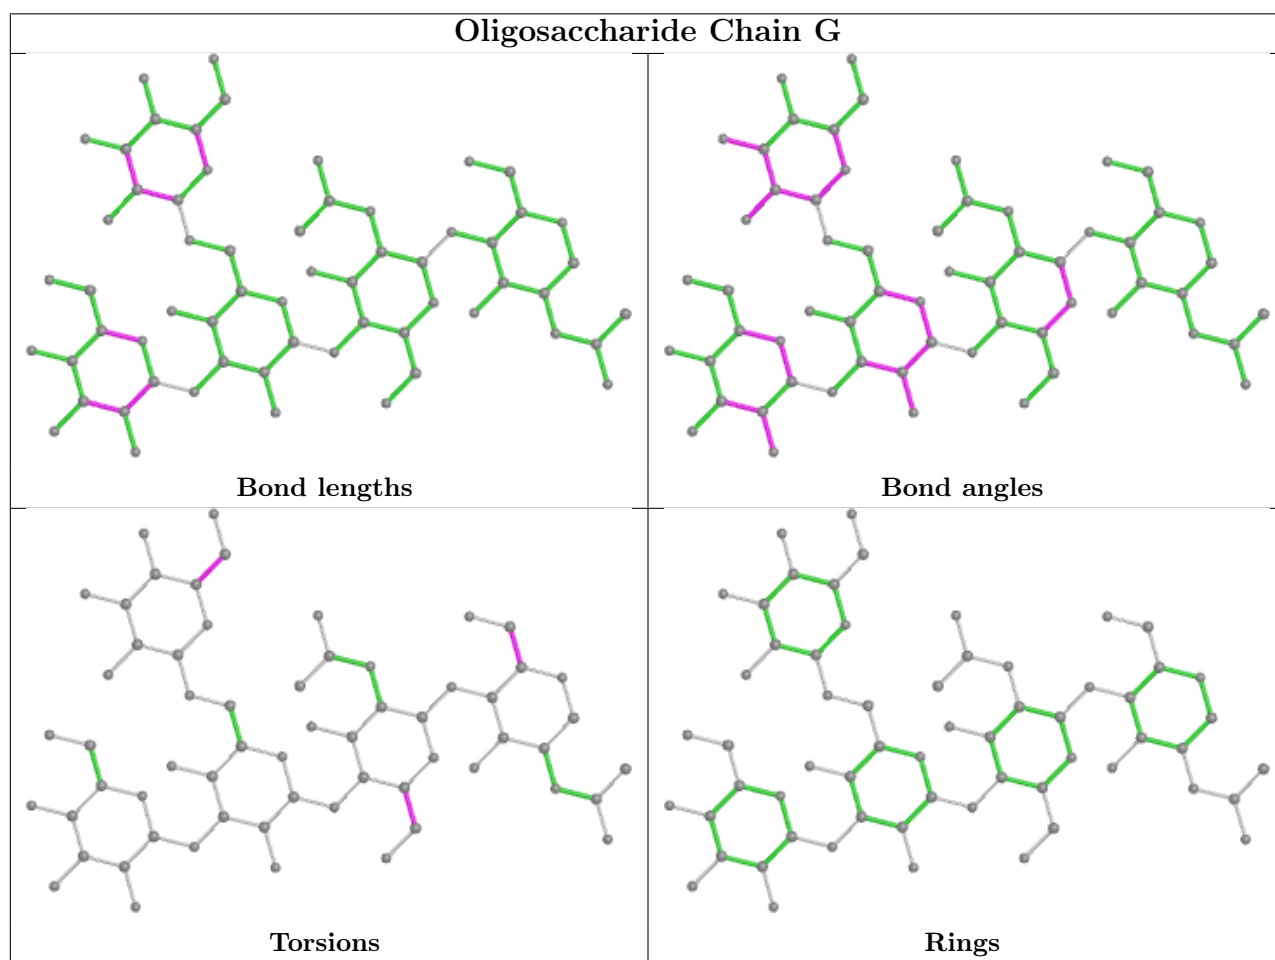 Oligosaccharide Chain G
Bond lengths
Bond angles
Torsions
Rings